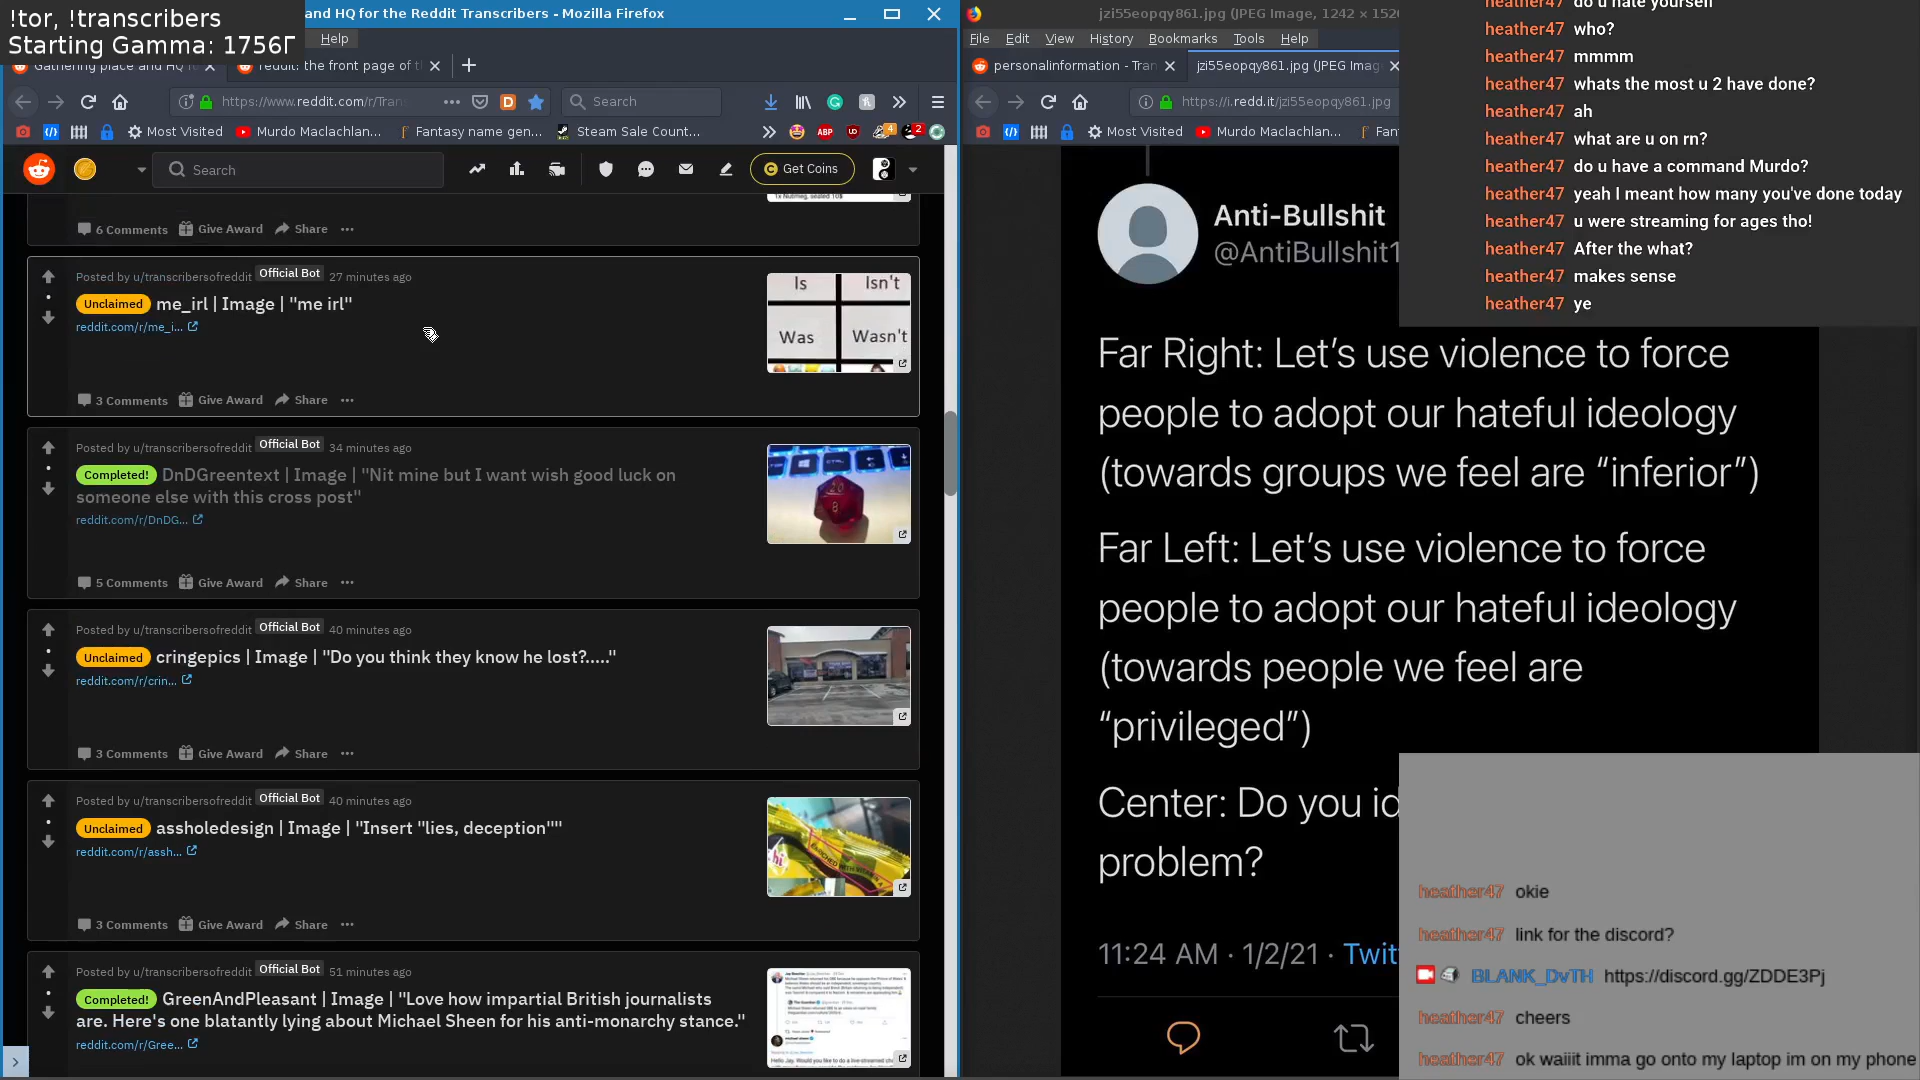 !tor, !transcribers
Starting Gamma: 1756Γ
and HQ for the Reddit Transcribers - Mozilla Firefox
Help
Gathering place and HQ
reddit: the front page of t
https://www.reddit.com/r/Tran
Search
Most Visited
Murdo Maclachlan...
Fantasy name gen...
Steam Sale Count...
ABP
4
2
Search
Get Coins
6 Comments
Give Award
Share
Posted by u/transcribersofreddit Official Bot 27 minutes ago
Unclaimed me_irl | Image | "me irl"
reddit.com/r/me_i...
Is
Isn't
Was
Wasn't
3 Comments
Give Award
Share
Posted by u/transcribersofreddit Official Bot 34 minutes ago
Completed! DnDGreentext | Image | "Nit mine but I want wish good luck on
someone else with this cross post"
reddit.com/r/DnDG...
20
8
5 Comments
Give Award
Share
Posted by u/transcribersofreddit Official Bot 40 minutes ago
Unclaimed cringepics | Image | "Do you think they know he lost?....."
reddit.com/r/crin...
3 Comments
Give Award
Share
Posted by u/transcribersofreddit Official Bot 40 minutes ago
Unclaimed assholedesign | Image | "Insert "lies, deception""
reddit.com/r/assh...
3 Comments
Give Award
Share
Posted by u/transcribersofreddit Official Bot 51 minutes ago
Completed! GreenAndPleasant | Image | "Love how impartial British journalists
are. Here's one blatantly lying about Michael Sheen for his anti-monarchy stance."
reddit.com/r/Gree...
jzi55eopqy861.jpg (JPEG Image, 1242 × 152
File Edit View History Bookmarks Tools Help
personalinformation - Tran
jzi55eopqy861.jpg (JPEG Imag
https://i.redd.it/jzi55eopqy861.jpg
Most Visited
Murdo Maclachlan...
Fan
Anti-Bullshit
@AntiBullshit1
Far Right: Let's use violence to force
people to adopt our hateful ideology
(towards groups we feel are “inferior”)
Far Left: Let's use violence to force
people to adopt our hateful ideology
(towards people we feel are
“privileged”)
Center: Do you id
problem?
11:24 AM · 1/2/21 · Twit
heather47 do u hate yourself
heather47 who?
heather47 mmmm
heather47 whats the most u 2 have done?
heather47 ah
heather47 what are u on rn?
heather47 do u have a command Murdo?
heather47 yeah I meant how many you've done today
heather47 u were streaming for ages tho!
heather47 After the what?
heather47 makes sense
heather47 ye
heather47 okie
heather47 link for the discord?
BLANK_DvTH https://discord.gg/ZDDE3Pj
heather47 cheers
heather47 ok waiiit imma go onto my laptop im on my phone